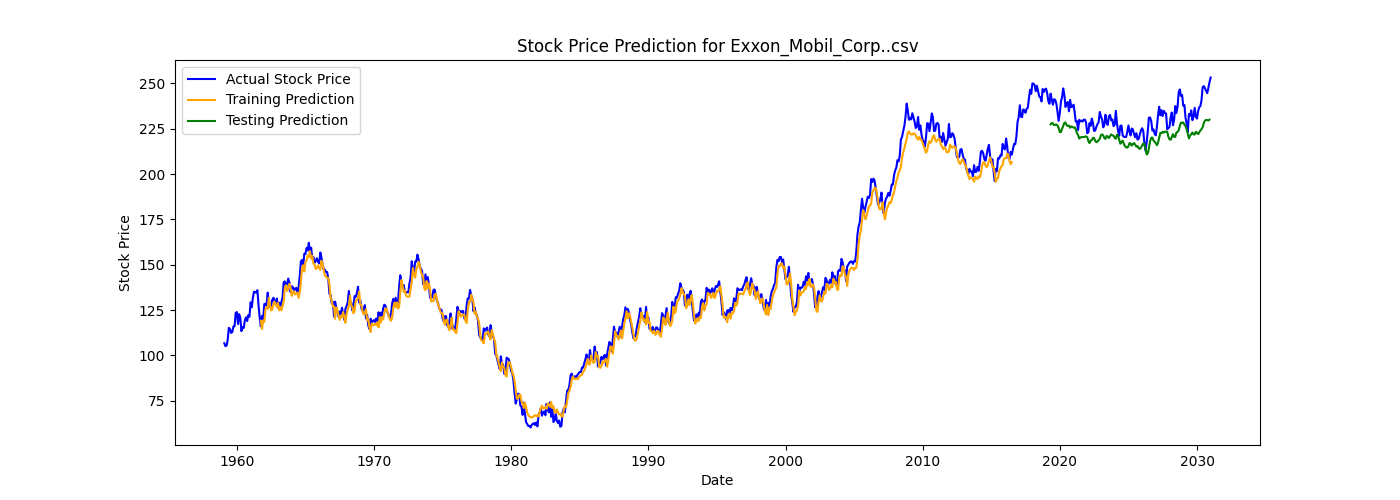 Stock Price Prediction for Exxon_Mobil_Corp..csv
Actual Stock Price
Training Prediction
Testing Prediction
Stock Price
250
225
200
175
150
125
100
75
1960 1970 1980 1990 2000 2010 2020 2030
Date